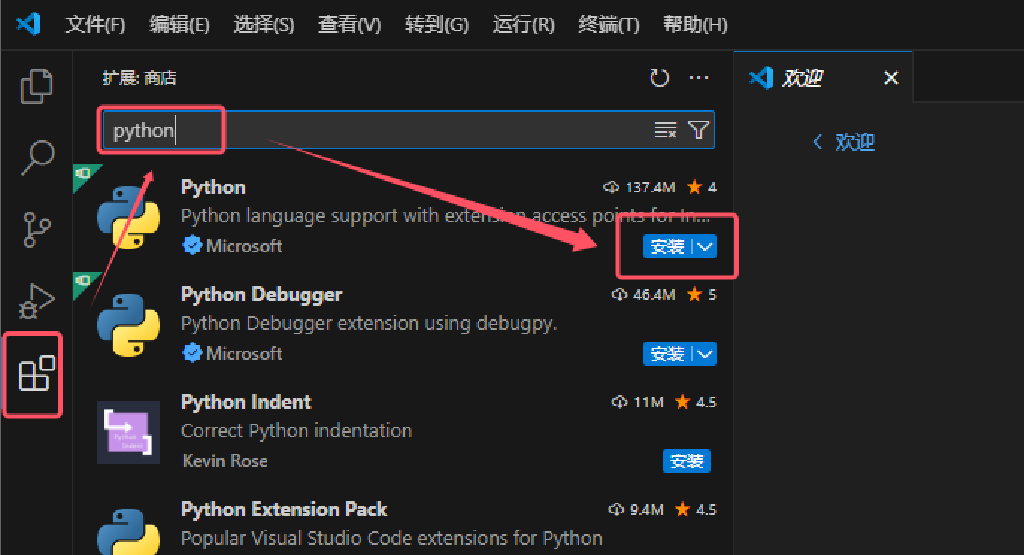 文件(F) 编辑(E) 选择(S) 查看(V) 转到(G) 运行(R) 终端(T) 帮助(H)
扩展: 商店
欢迎
python
欢迎
Python 137.4M 4
Python language support with extension access points for In...
Microsoft 安装
Python Debugger 46.4M 5
Python Debugger extension using debugpy.
Microsoft 安装
Python Indent 11M 4.5
Correct Python indentation
Kevin Rose 安装
Python Extension Pack 9.4M 4.5
Popular Visual Studio Code extensions for Python